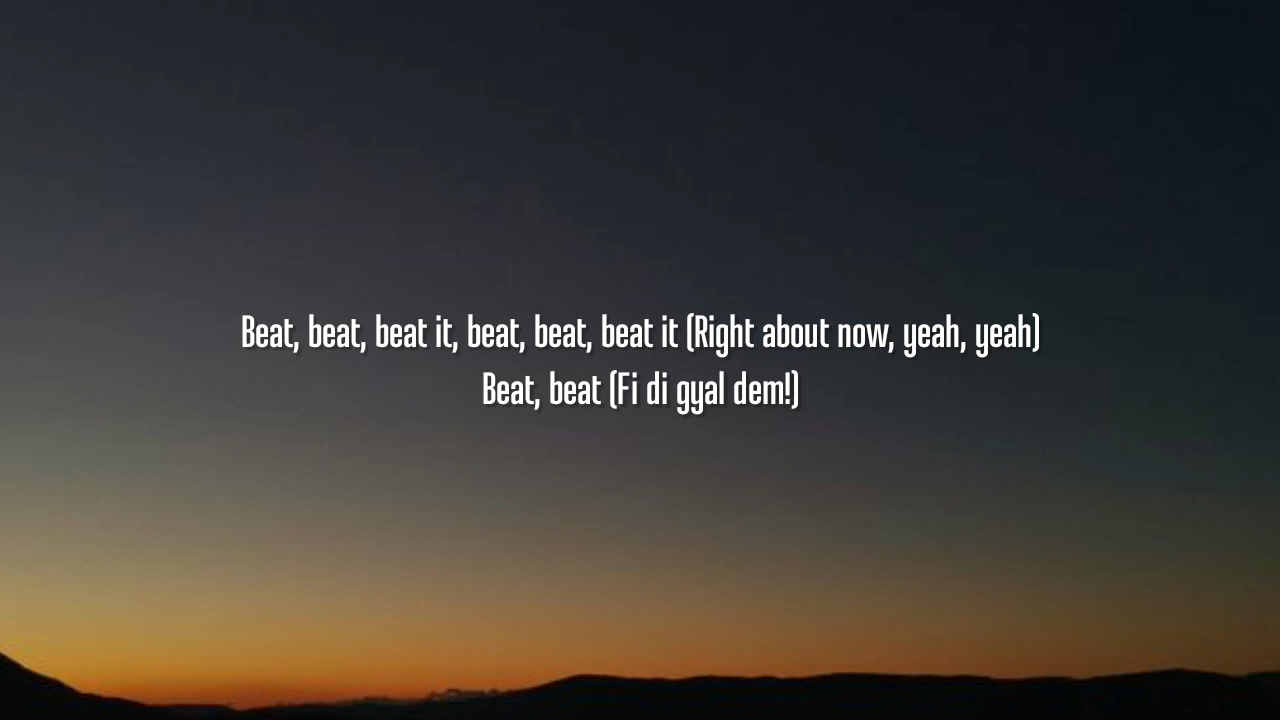 Beat, beat, beat it, beat, beat, beat it (Right about now, yeah, yeah)
Beat, beat (Fi di gyal dem!)